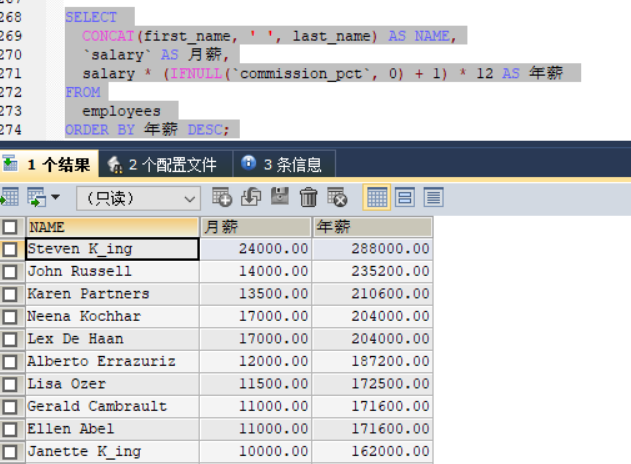 268 SELECT
269 CONCAT(first_name, ' ', last_name) AS NAME,
270 `salary` AS 月薪,
271 salary * (IFNULL(`commission_pct`, 0) + 1) * 12 AS 年薪
272 FROM
273 employees
274 ORDER BY 年薪 DESC;
1 个结果 2 个配置文件 3 条信息
(只读)
NAME 月薪 年薪
Steven K_ing 24000.00 288000.00
John Russell 14000.00 235200.00
Karen Partners 13500.00 210600.00
Neena Kochhar 17000.00 204000.00
Lex De Haan 17000.00 204000.00
Alberto Errazuriz 12000.00 187200.00
Lisa Ozer 11500.00 172500.00
Gerald Cambrault 11000.00 171600.00
Ellen Abel 11000.00 171600.00
Janette K_ing 10000.00 162000.00